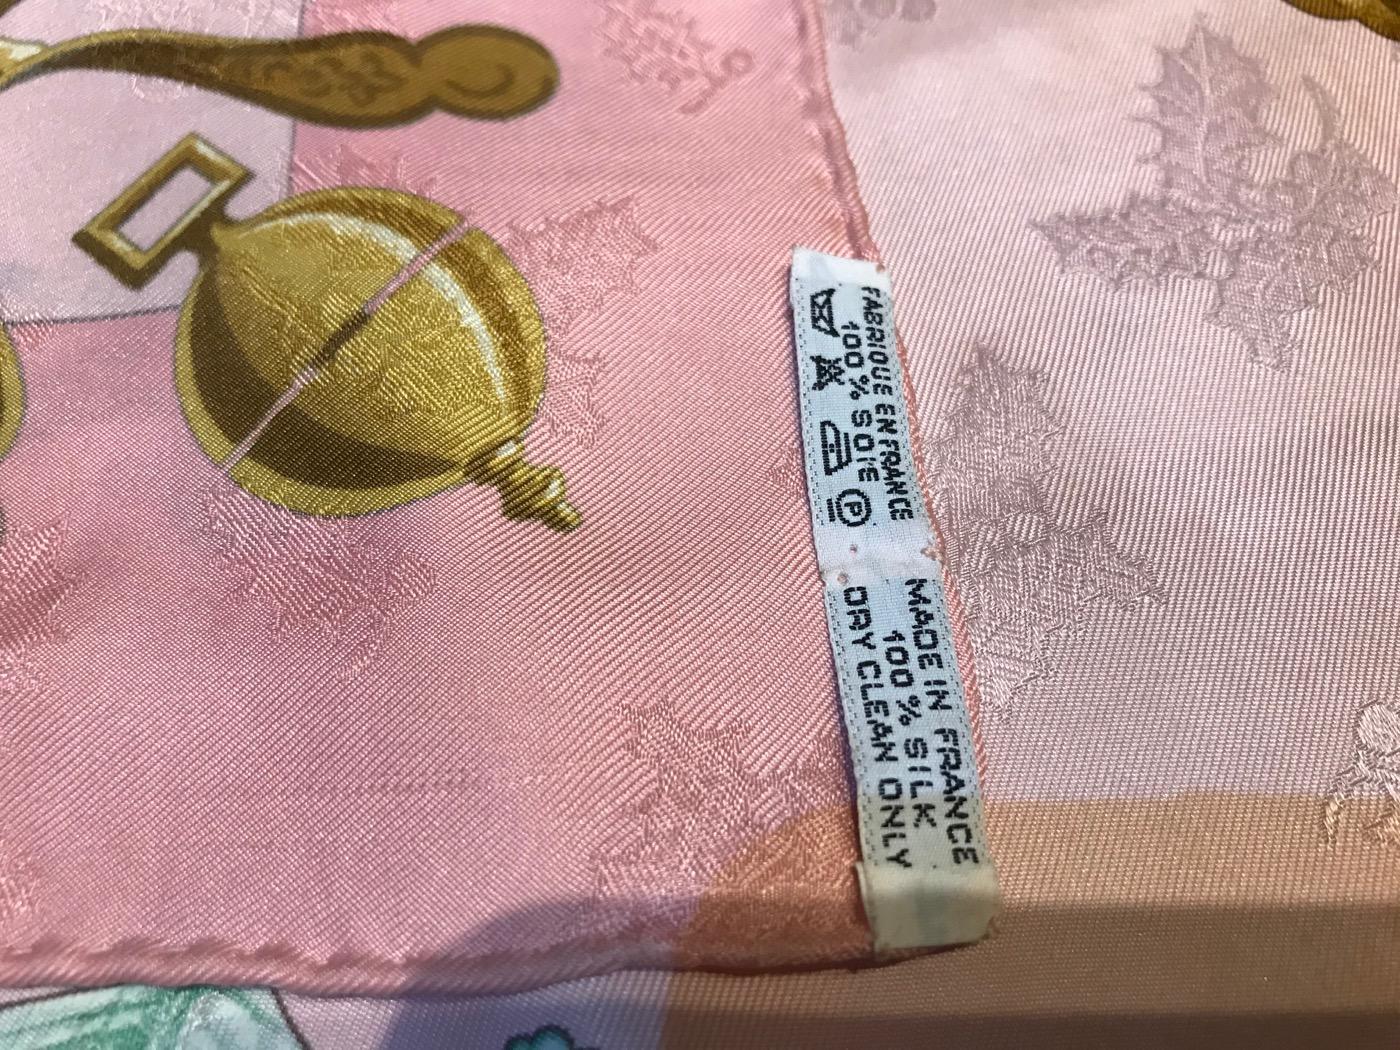 FABRIQUE EN FRANCE
100 % SOIE
P
MADE IN FRANCE
100 % SILK
DRY CLEAN ONLY